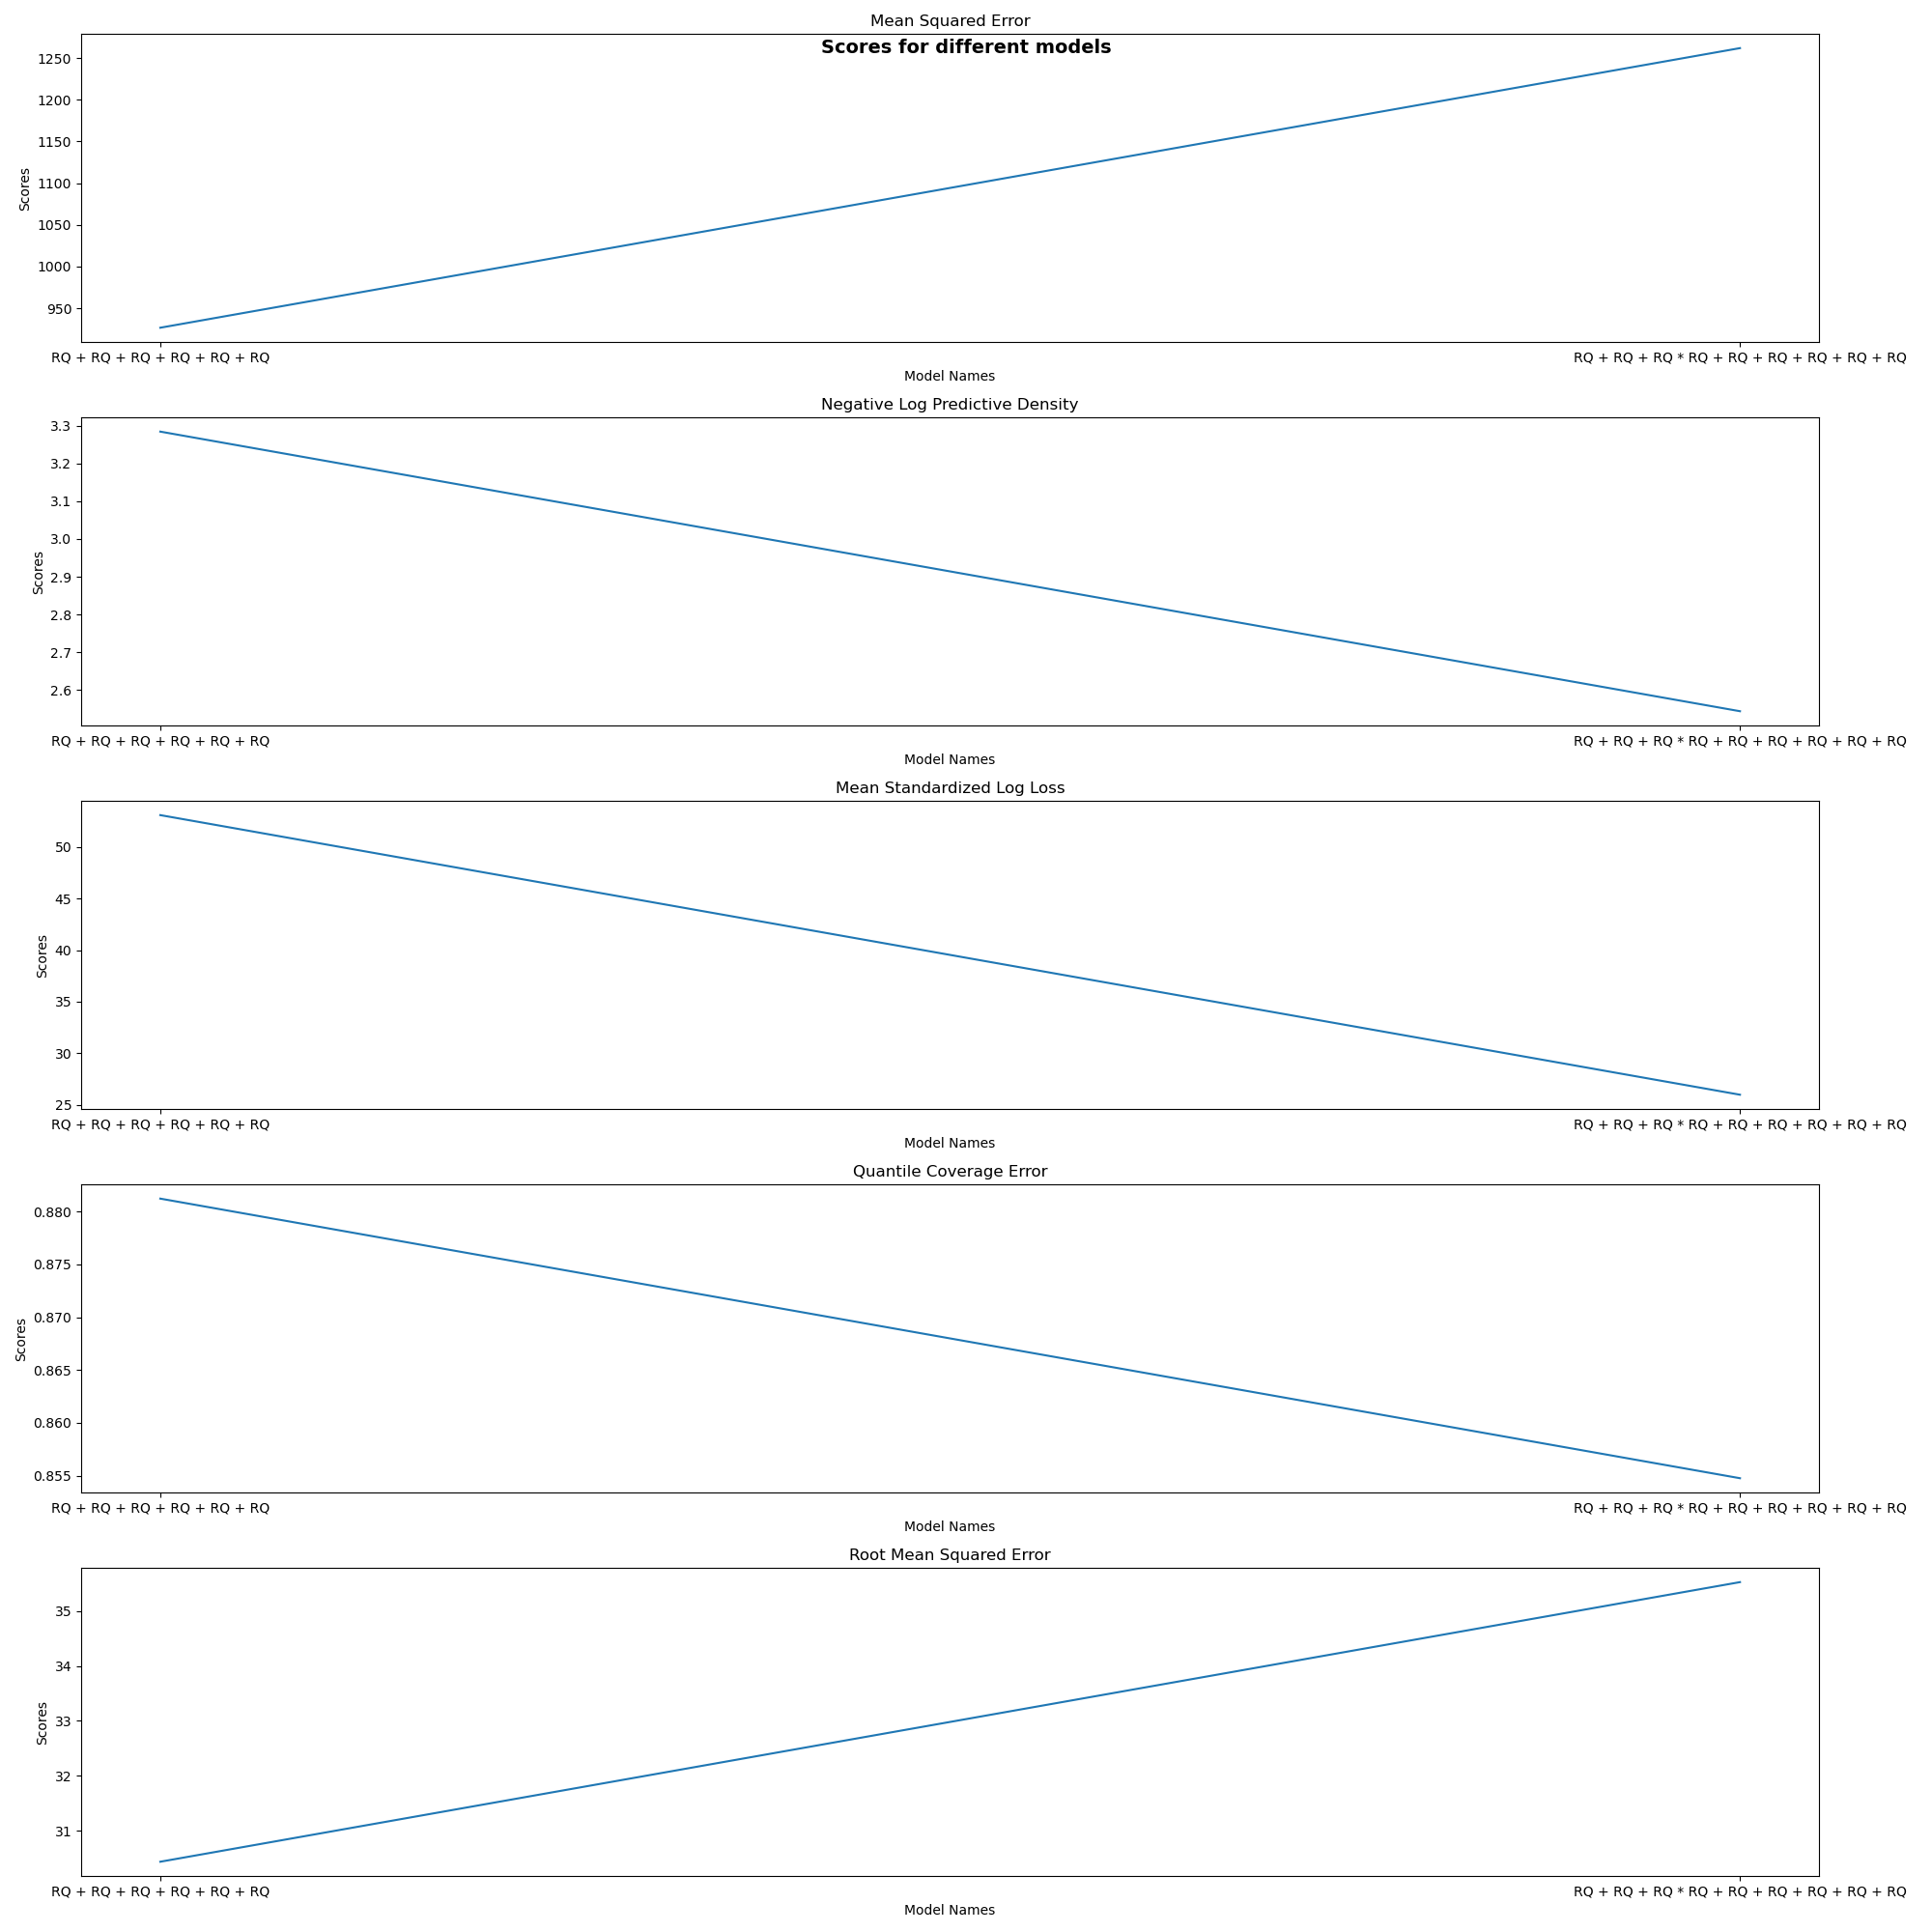 Mean Squared Error
Scores for different models
1250
1200
1150
1100
1050
1000
950
Scores
RQ + RQ + RQ + RQ + RQ + RQ
RQ + RQ + RQ * RQ + RQ + RQ + RQ + RQ + RQ
Model Names
Negative Log Predictive Density
3.3
3.2
3.1
3.0
2.9
2.8
2.7
2.6
Scores
RQ + RQ + RQ + RQ + RQ + RQ
RQ + RQ + RQ * RQ + RQ + RQ + RQ + RQ + RQ
Model Names
Mean Standardized Log Loss
50
45
40
35
30
25
Scores
RQ + RQ + RQ + RQ + RQ + RQ
RQ + RQ + RQ * RQ + RQ + RQ + RQ + RQ + RQ
Model Names
Quantile Coverage Error
0.880
0.875
0.870
0.865
0.860
0.855
Scores
RQ + RQ + RQ + RQ + RQ + RQ
RQ + RQ + RQ * RQ + RQ + RQ + RQ + RQ + RQ
Model Names
Root Mean Squared Error
35
34
33
32
31
Scores
RQ + RQ + RQ + RQ + RQ + RQ
RQ + RQ + RQ * RQ + RQ + RQ + RQ + RQ + RQ
Model Names